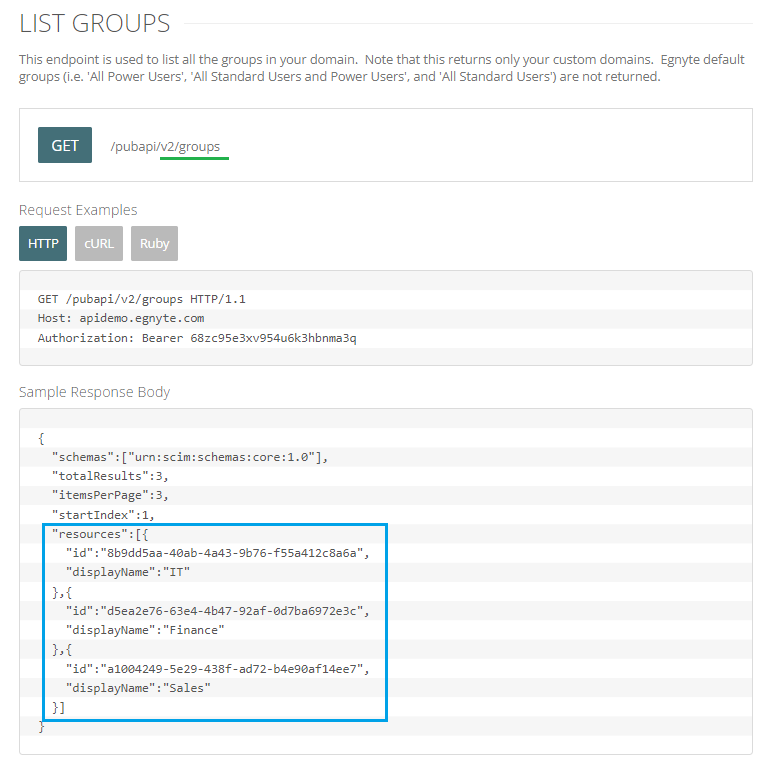 LIST GROUPS
This endpoint is used to list all the groups in your domain.  Note that this returns only your custom domains.  Egnyte default
groups (i.e. 'All Power Users', 'All Standard Users and Power Users', and 'All Standard Users') are not returned.
GET /pubapi/v2/groups
Request Examples
HTTP cURL Ruby
GET /pubapi/v2/groups HTTP/1.1
Host: apidemo.egnyte.com
Authorization: Bearer 68zc95e3xv954u6k3hbnma3q
Sample Response Body
{
  "schemas":["urn:scim:schemas:core:1.0"],
  "totalResults":3,
  "itemsPerPage":3,
  "startIndex":1,
  "resources":[{
    "id":"8b9dd5aa-40ab-4a43-9b76-f55a412c8a6a",
    "displayName":"IT"
  },{
    "id":"d5ea2e76-63e4-4b47-92af-0d7ba6972e3c",
    "displayName":"Finance"
  },{
    "id":"a1004249-5e29-438f-ad72-b4e90af14ee7",
    "displayName":"Sales"
  }]
}